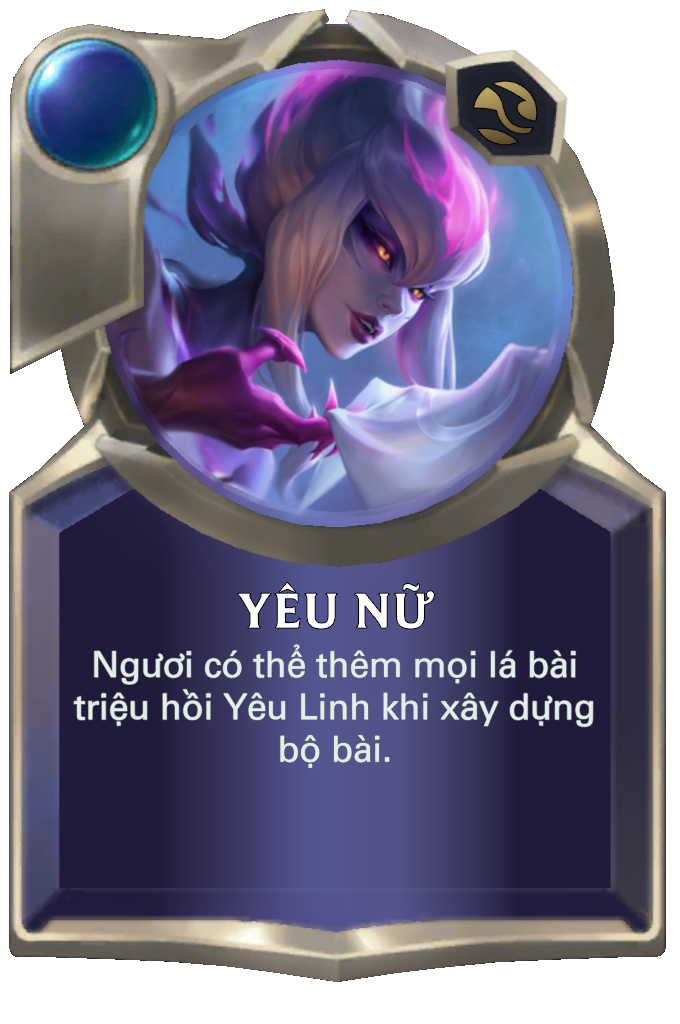 YÊU NỮ
Ngươi có thể thêm mọi lá bài
triệu hồi Yêu Linh khi xây dựng
bộ bài.